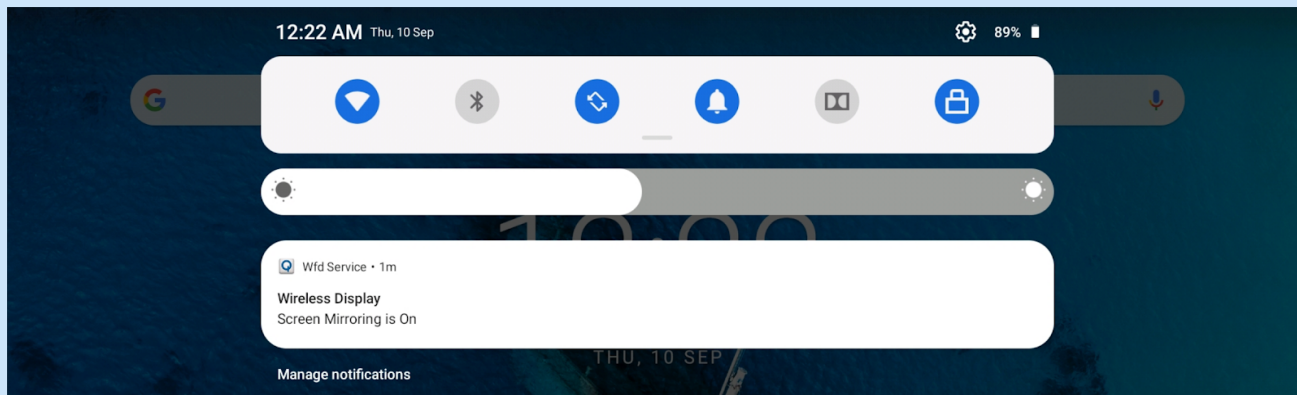 12:22 AM Thu, 10 Sep 89%
Wfd Service • 1m
Wireless Display
Screen Mirroring is On
THU, 10 SEP
Manage notifications